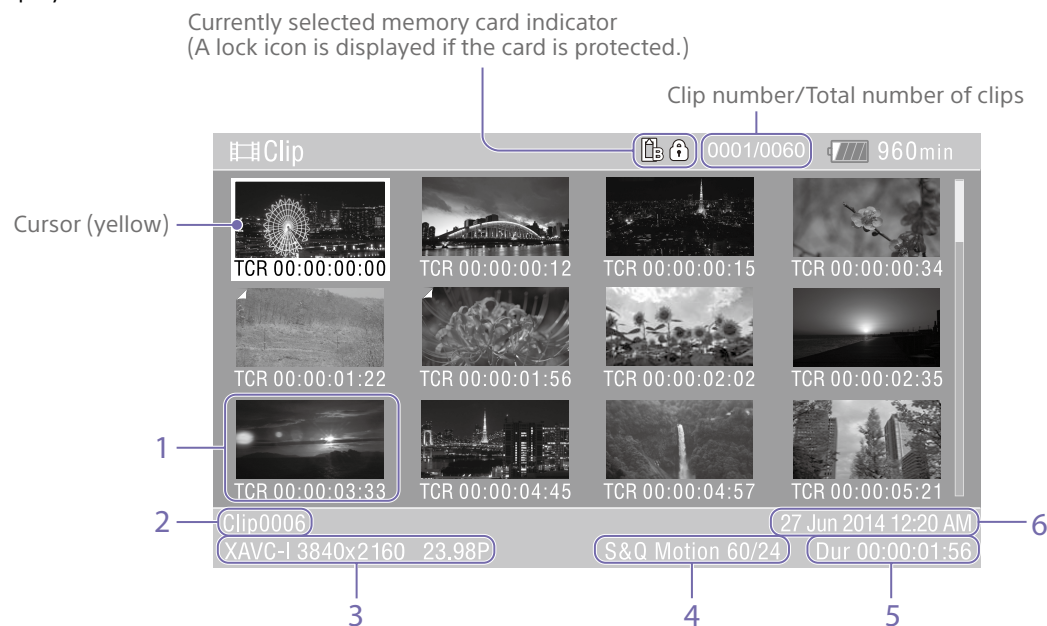 Currently selected memory card indicator
(A lock icon is displayed if the card is protected.)
Clip number/Total number of clips
Clip
B
0001/0060
960min
Cursor (yellow)
TCR 00:00:00:00
TCR 00:00:00:12
TCR 00:00:00:15
TCR 00:00:00:34
TCR 00:00:01:22
TCR 00:00:01:56
TCR 00:00:02:02
TCR 00:00:02:35
1
TCR 00:00:03:33
TCR 00:00:04:45
TCR 00:00:04:57
TCR 00:00:05:21
2
Clip0006
27 Jun 2014 12:20 AM
6
XAVC-I 3840x2160 23.98P
S&Q Motion 60/24
Dur 00:00:01:56
3
4
5